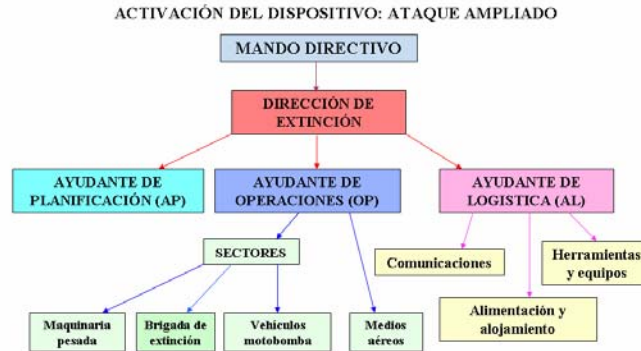 ACTIVACIÓN DEL DISPOSITIVO: ATAQUE AMPLIADO
MANDO DIRECTIVO
DIRECCIÓN DE
EXTINCIÓN
AYUDANTE DE
PLANIFICACIÓN (AP)
AYUDANTE DE
OPERACIONES (OP)
AYUDANTE DE
LOGISTICA (AL)
SECTORES
Comunicaciones
Herramientas
y equipos
Alimentación y
alojamiento
Maquinaria
pesada
Brigada de
extinción
Vehículos
motobomba
Medios
aéreos